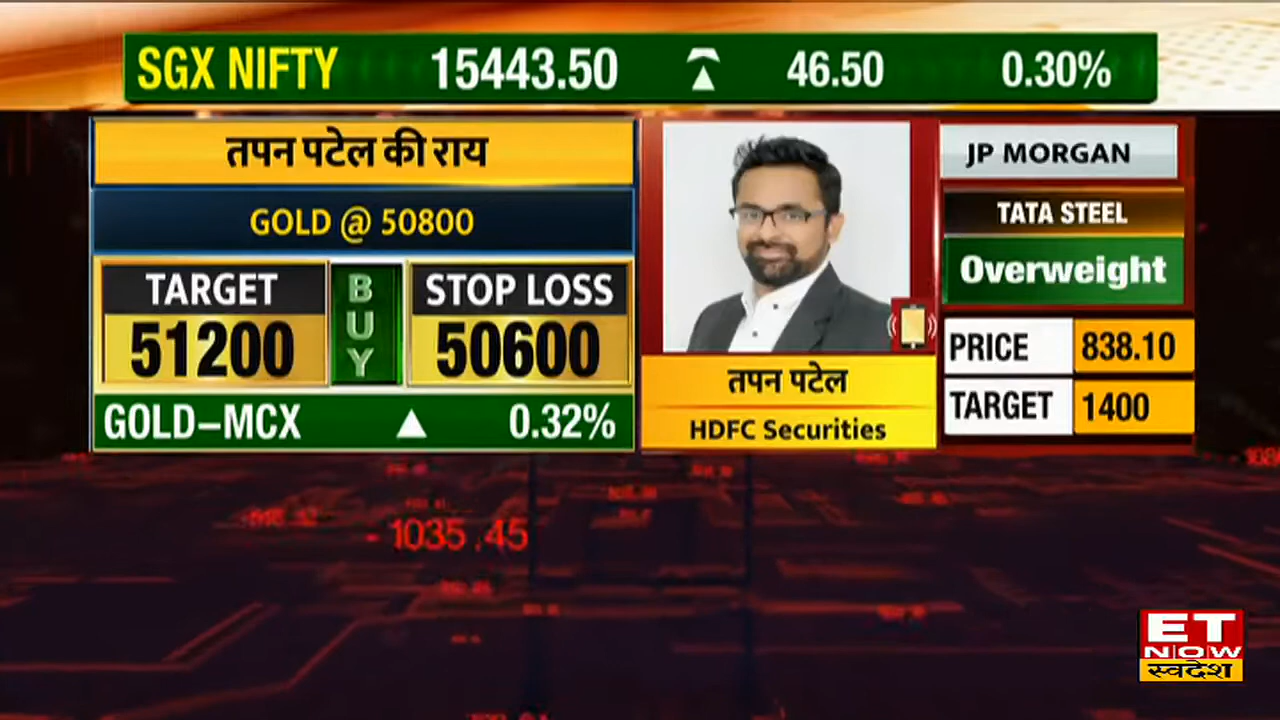 SGX NIFTY 15443.50 46.50 0.30%
तपन पटेल की राय
GOLD @ 50800
TARGET BUY STOP LOSS
51200 50600
GOLD-MCX 0.32%
तपन पटेल
HDFC Securities
JP MORGAN
TATA STEEL
Overweight
PRICE 838.10
TARGET 1400
- 1035.45
ET
NOW
स्वदेश